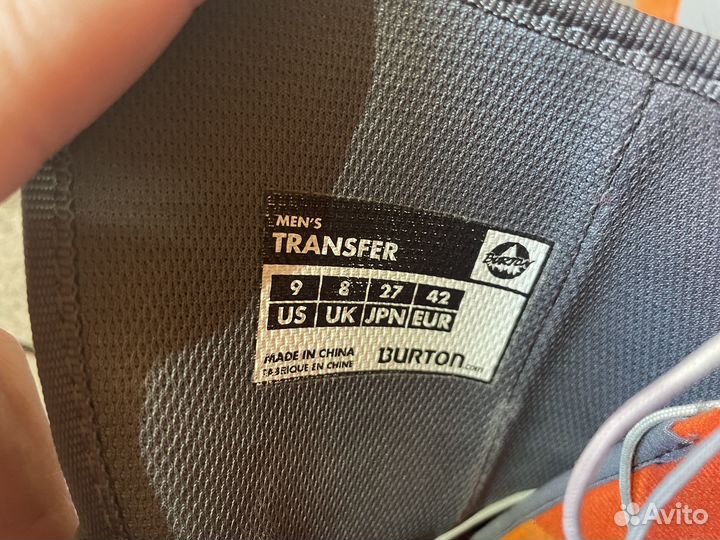 MEN'S
TRANSFER
BURTON
9 8 27 42
US UK JPN EUR
MADE IN CHINA
FABRIQUE EN CHINE
BURTON.com
Avito